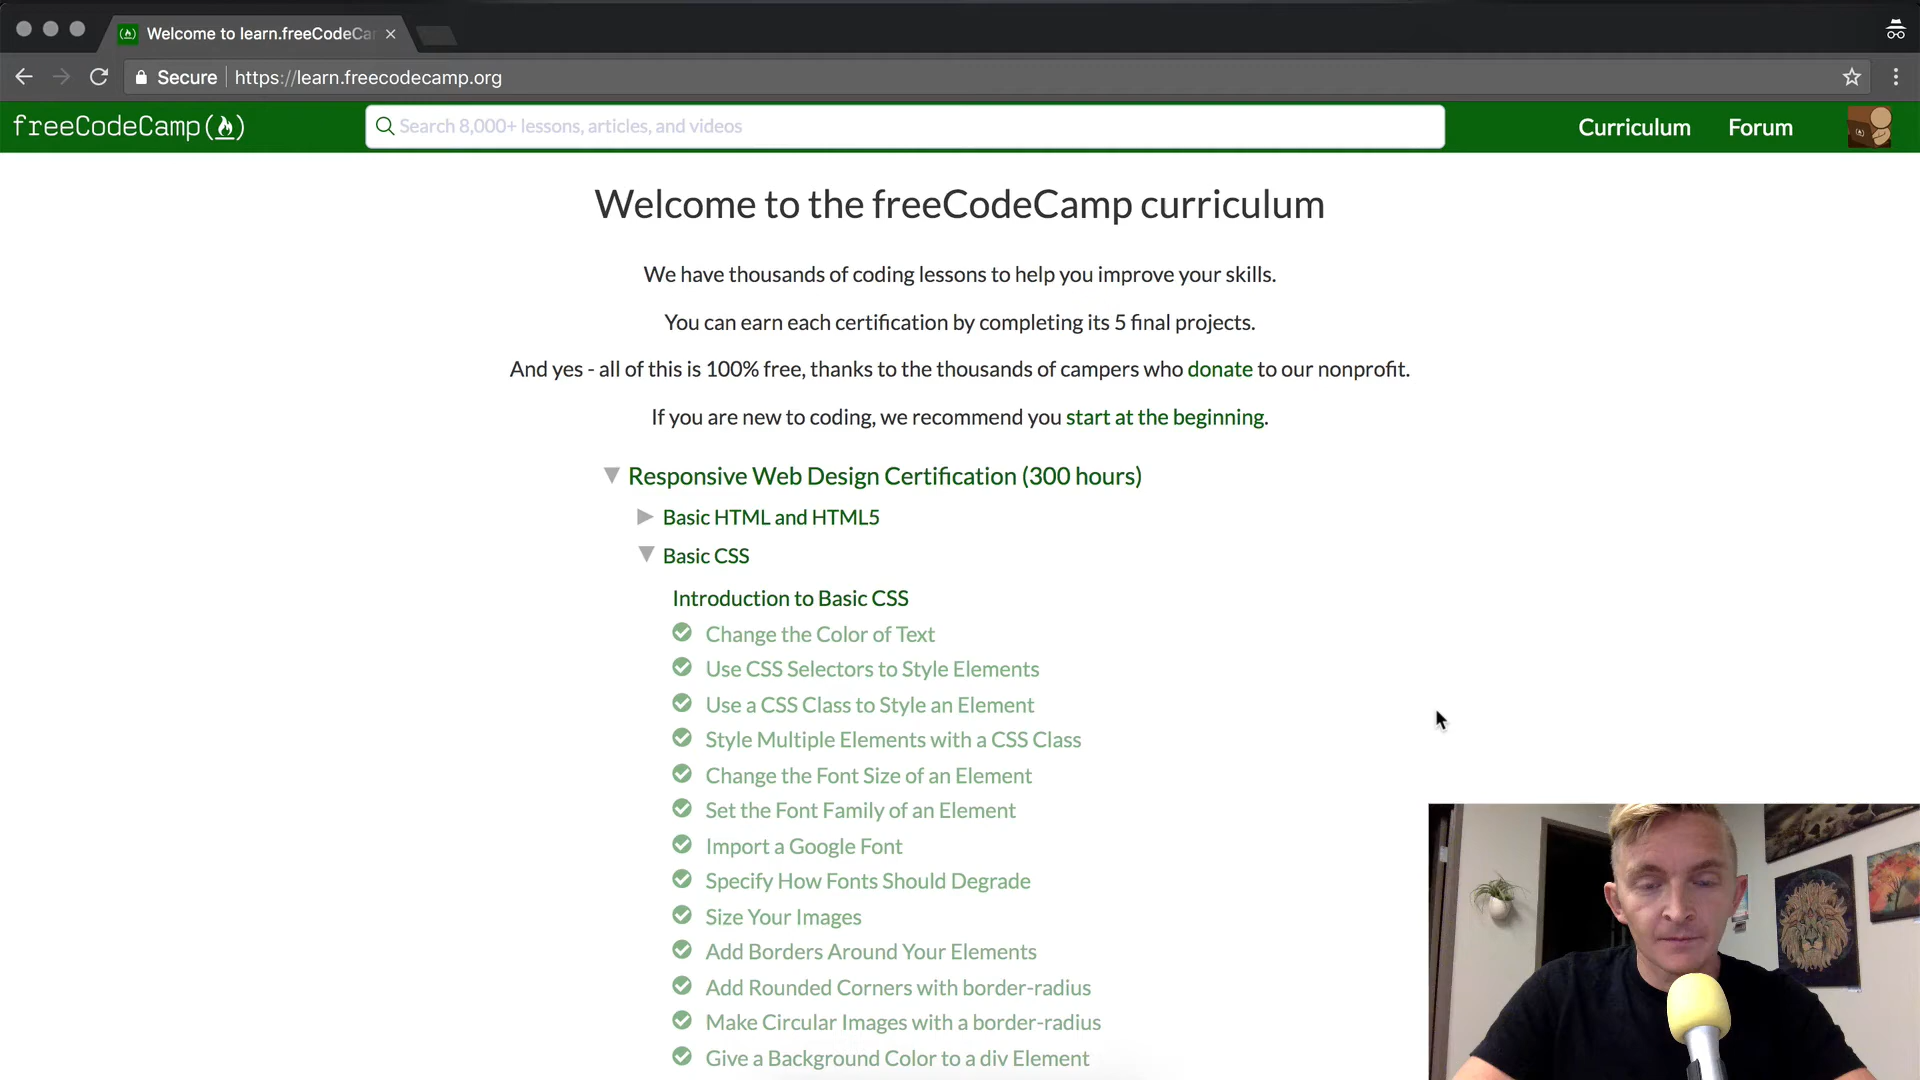 Welcome to learn.freeCodeCa
Secure
https://learn.freecodecamp.org
freeCodeCamp
Search 8,000+ lessons, articles, and videos
Curriculum
Forum
Welcome to the freeCodeCamp curriculum
We have thousands of coding lessons to help you improve your skills.
You can earn each certification by completing its 5 final projects.
And yes - all of this is 100% free, thanks to the thousands of campers who donate to our nonprofit.
If you are new to coding, we recommend you start at the beginning.
Responsive Web Design Certification (300 hours)
Basic HTML and HTML5
Basic CSS
Introduction to Basic CSS
Change the Color of Text
Use CSS Selectors to Style Elements
Use a CSS Class to Style an Element
Style Multiple Elements with a CSS Class
Change the Font Size of an Element
Set the Font Family of an Element
Import a Google Font
Specify How Fonts Should Degrade
Size Your Images
Add Borders Around Your Elements
Add Rounded Corners with border-radius
Make Circular Images with a border-radius
Give a Background Color to a div Element